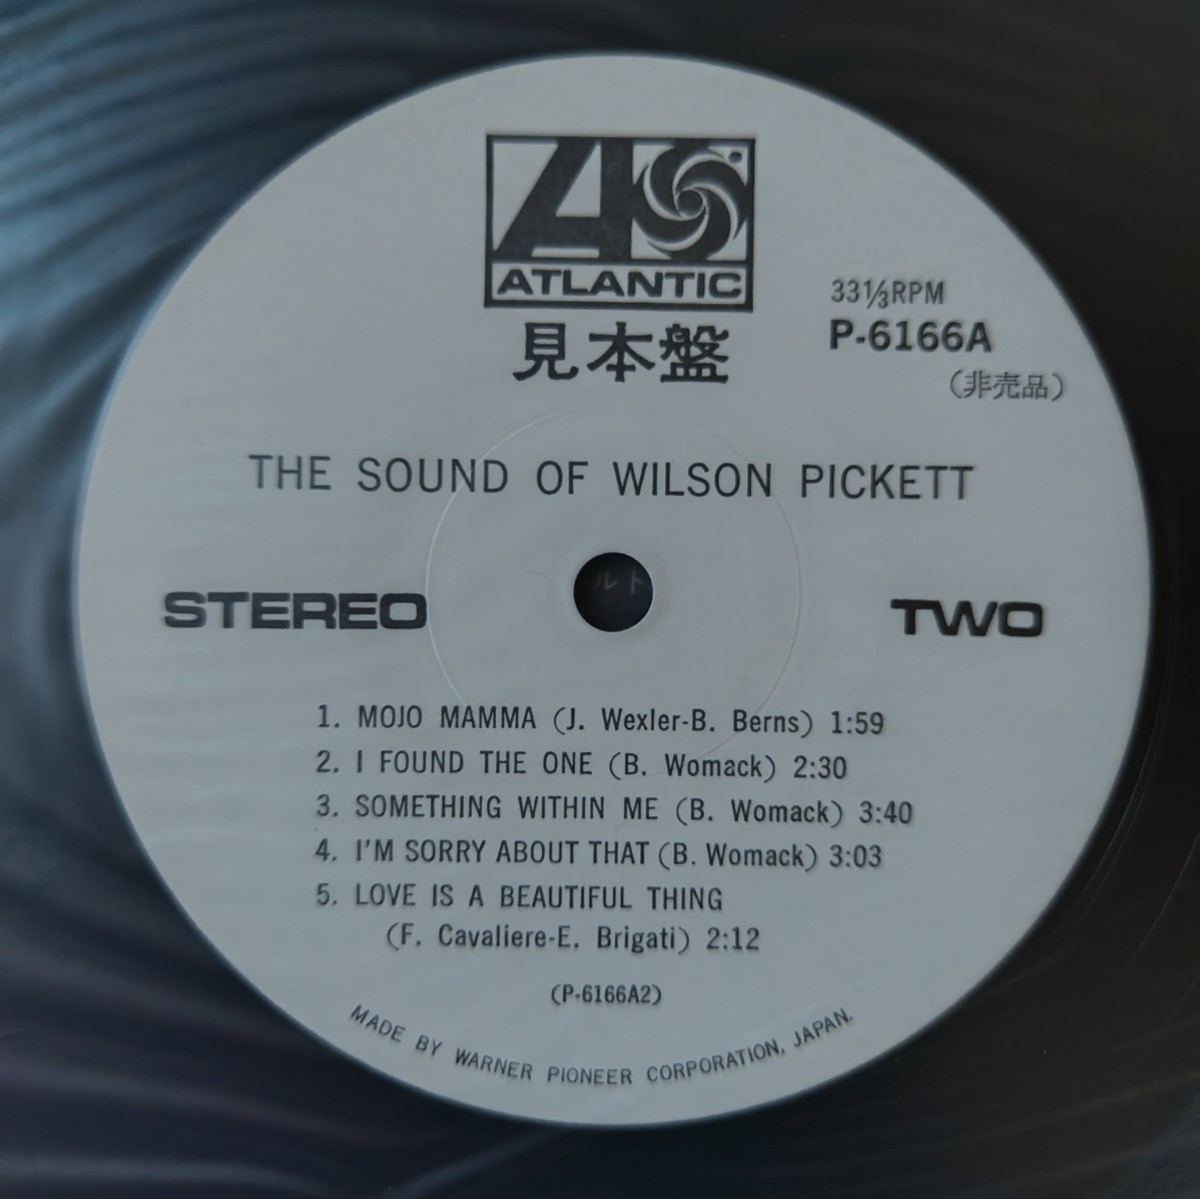 ATLANTIC
見本盤
33⅓RPM
P-6166A
(非売品)
THE SOUND OF WILSON PICKETT
STEREO
TWO
ルト
1. MOJO MAMMA (J. Wexler-B. Berns) 1:59
2. I FOUND THE ONE (B. Womack) 2:30
3. SOMETHING WITHIN ME (B. Womack) 3:40
4. I'M SORRY ABOUT THAT (B. Womack) 3:03
5. LOVE IS A BEAUTIFUL THING
(F. Cavaliere-E. Brigati) 2:12
(P-6166A2)
MADE BY WARNER PIONEER CORPORATION, JAPAN.